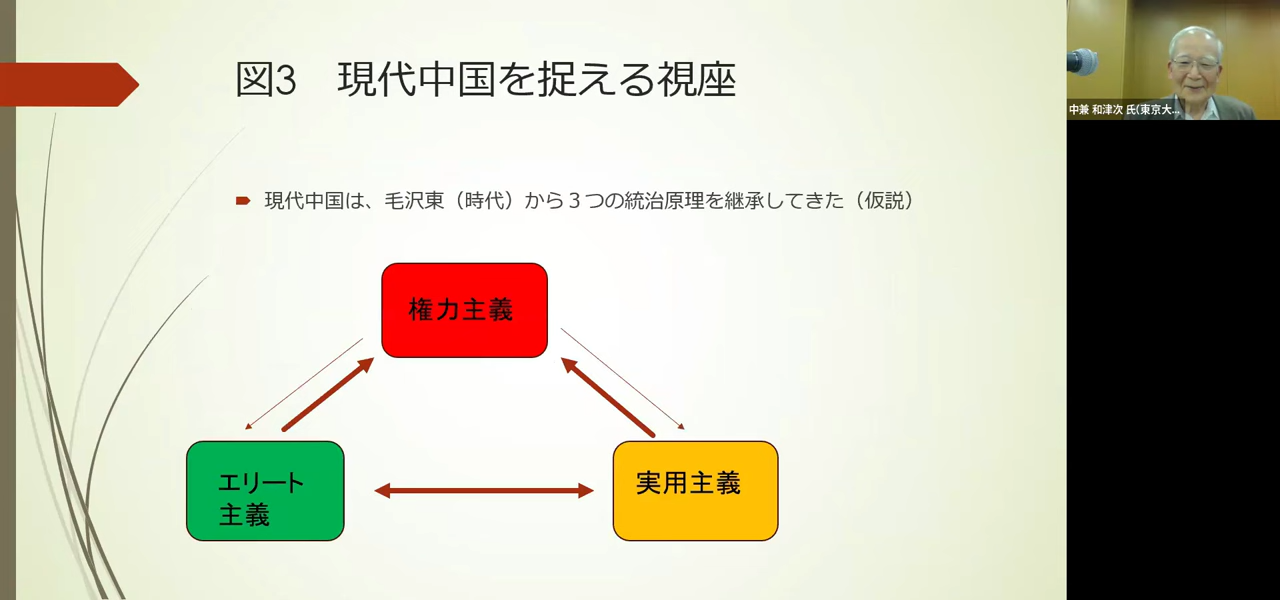 図3　現代中国を捉える視座
現代中国は、毛沢東（時代）から３つの統治原理を継承してきた（仮説）
権力主義
エリート
主義
実用主義
中兼 和津次 氏(東京大...